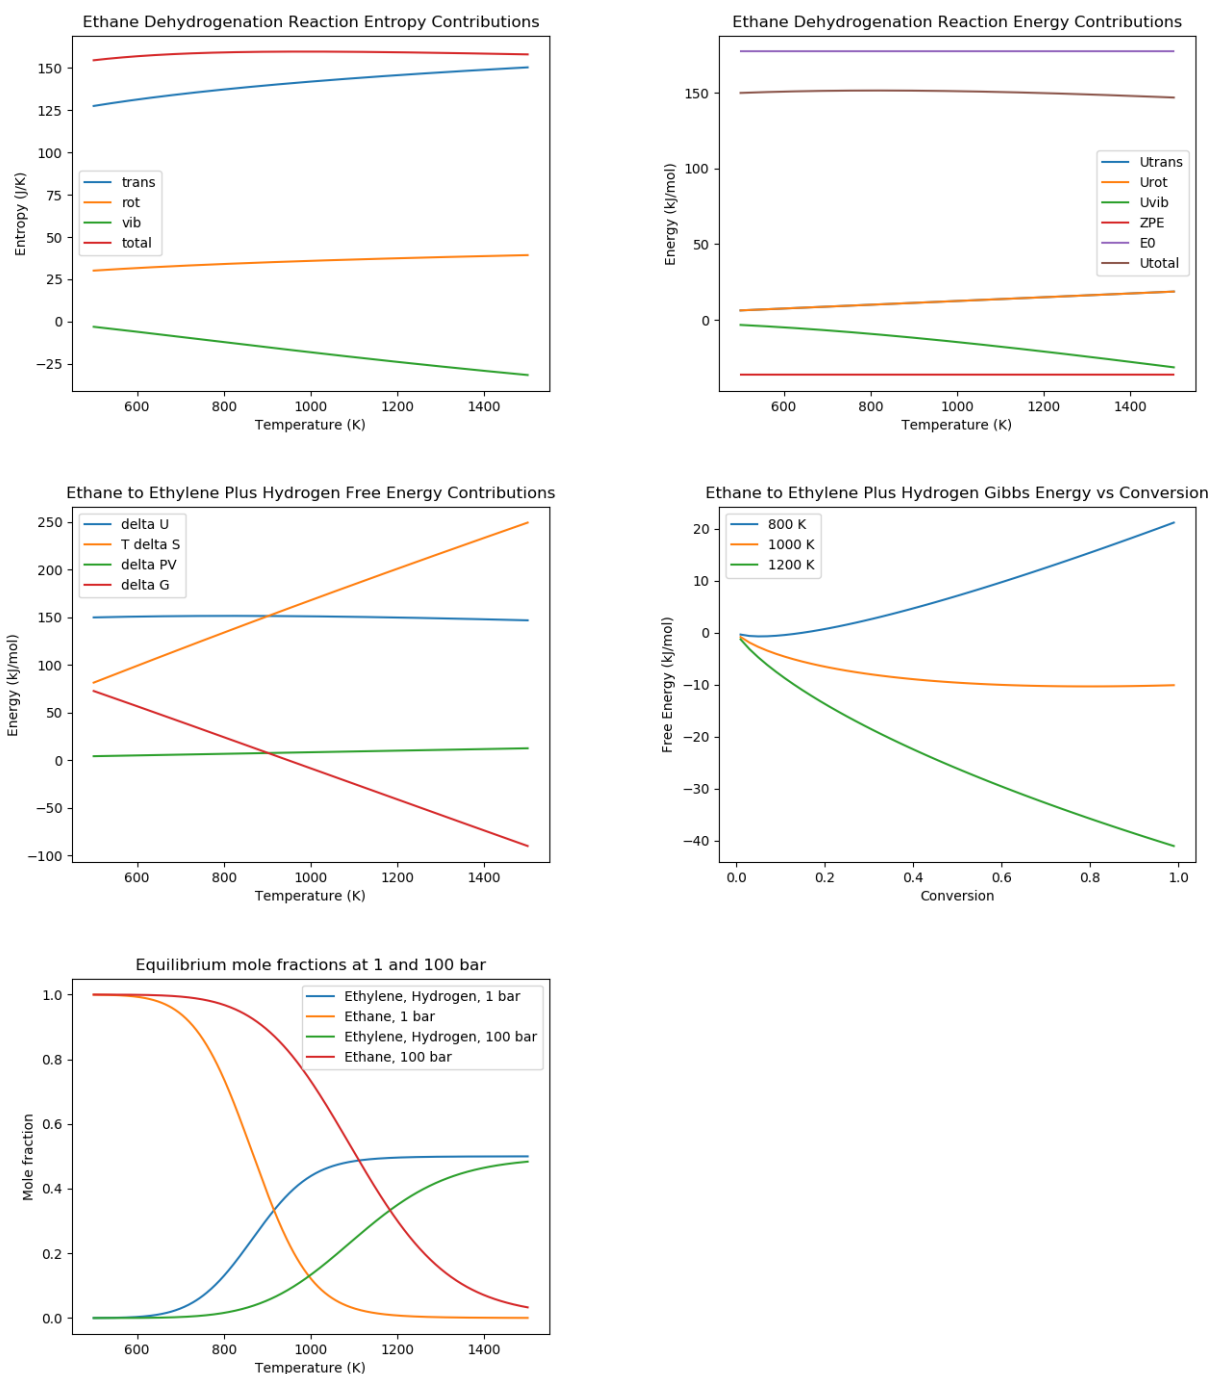 Ethane Dehydrogenation Reaction Entropy Contributions
150
125
100
75
50
25
0
−25
Entropy (J/K)
trans
rot
vib
total
600 800 1000 1200 1400
Temperature (K)
Ethane Dehydrogenation Reaction Energy Contributions
150
100
50
0
Energy (kJ/mol)
Utrans
Urot
Uvib
ZPE
E0
Utotal
600 800 1000 1200 1400
Temperature (K)
Ethane to Ethylene Plus Hydrogen Free Energy Contributions
250
200
150
100
50
0
−50
−100
Energy (kJ/mol)
delta U
T delta S
delta PV
delta G
600 800 1000 1200 1400
Temperature (K)
Ethane to Ethylene Plus Hydrogen Gibbs Energy vs Conversion
20
10
0
−10
−20
−30
−40
Free Energy (kJ/mol)
800 K
1000 K
1200 K
0.0 0.2 0.4 0.6 0.8 1.0
Conversion
Equilibrium mole fractions at 1 and 100 bar
1.0
0.8
0.6
0.4
0.2
0.0
Mole fraction
Ethylene, Hydrogen, 1 bar
Ethane, 1 bar
Ethylene, Hydrogen, 100 bar
Ethane, 100 bar
600 800 1000 1200 1400
Temperature (K)